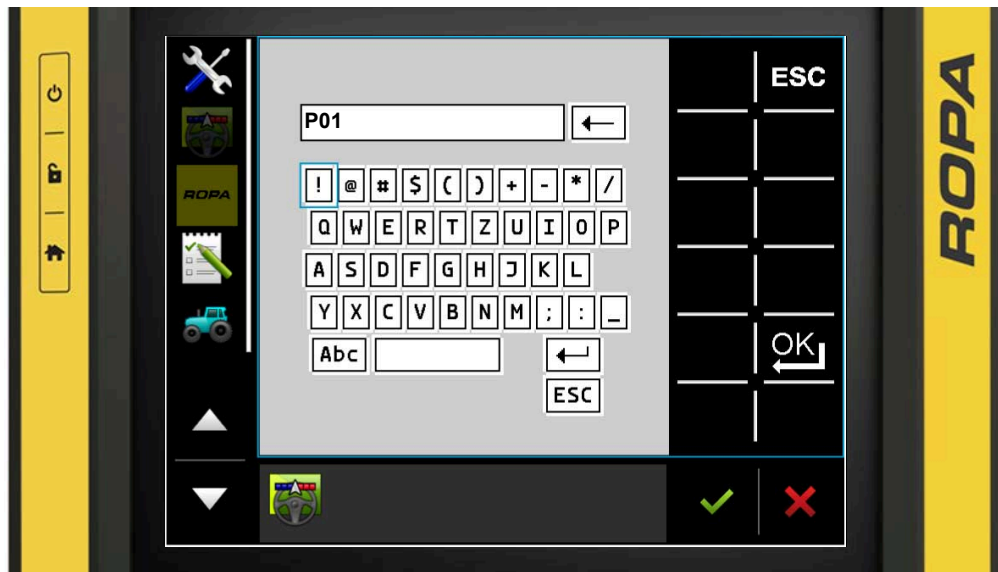 ESC
P01
ROPA
! @ # $ ( ) + - * /
Q W E R T Z U I O P
A S D F G H J K L
Y X C V B N M ; : _
Abc
OK
ESC
ROPA